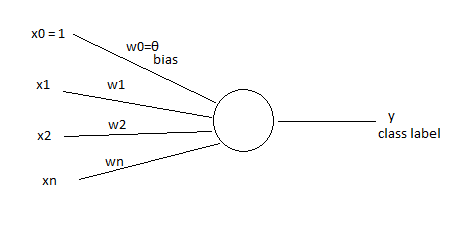 x0 = 1
w0=θ
bias
x1
w1
x2
w2
xn
wn
y
class label